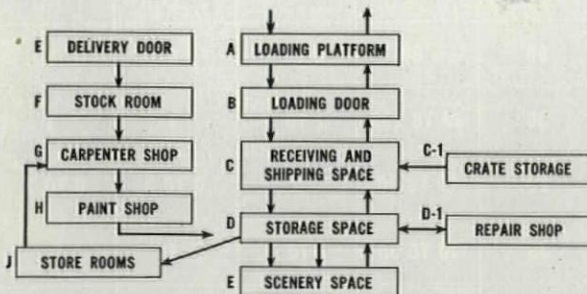 E DELIVERY DOOR
F STOCK ROOM
G CARPENTER SHOP
H PAINT SHOP
J STORE ROOMS
A LOADING PLATFORM
B LOADING DOOR
C RECEIVING AND
SHIPPING SPACE
C-1
CRATE STORAGE
D STORAGE SPACE
D-1
REPAIR SHOP
E SCENERY SPACE